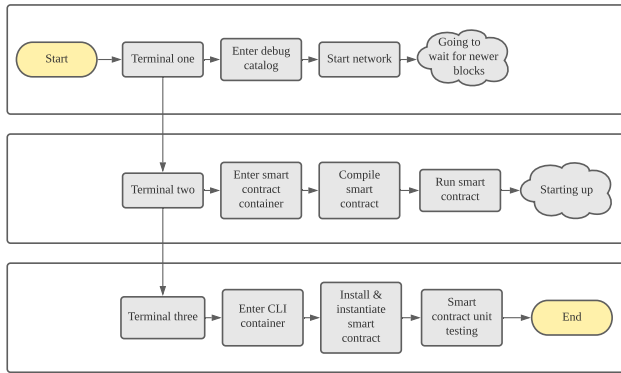 Start
Terminal one
Enter debug
catalog
Start network
Going to
wait for newer
blocks
Terminal two
Enter smart
contract
container
Compile
smart
contract
Run smart
contract
Starting up
Terminal three
Enter CLI
container
Install &
instantiate
smart
contract
Smart
contract unit
testing
End